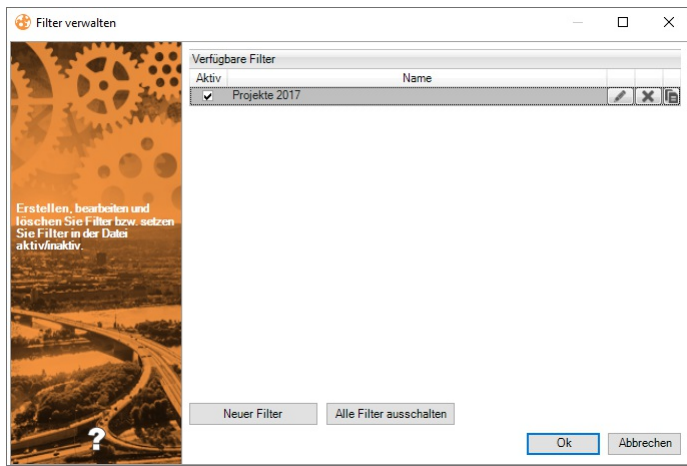 Filter verwalten
Verfügbare Filter
Aktiv Name
Projekte 2017
Erstellen, bearbeiten und
löschen Sie Filter bzw. setzen
Sie Filter in der Datei
aktiv/inaktiv.
Neuer Filter Alle Filter ausschalten
?
Ok Abbrechen